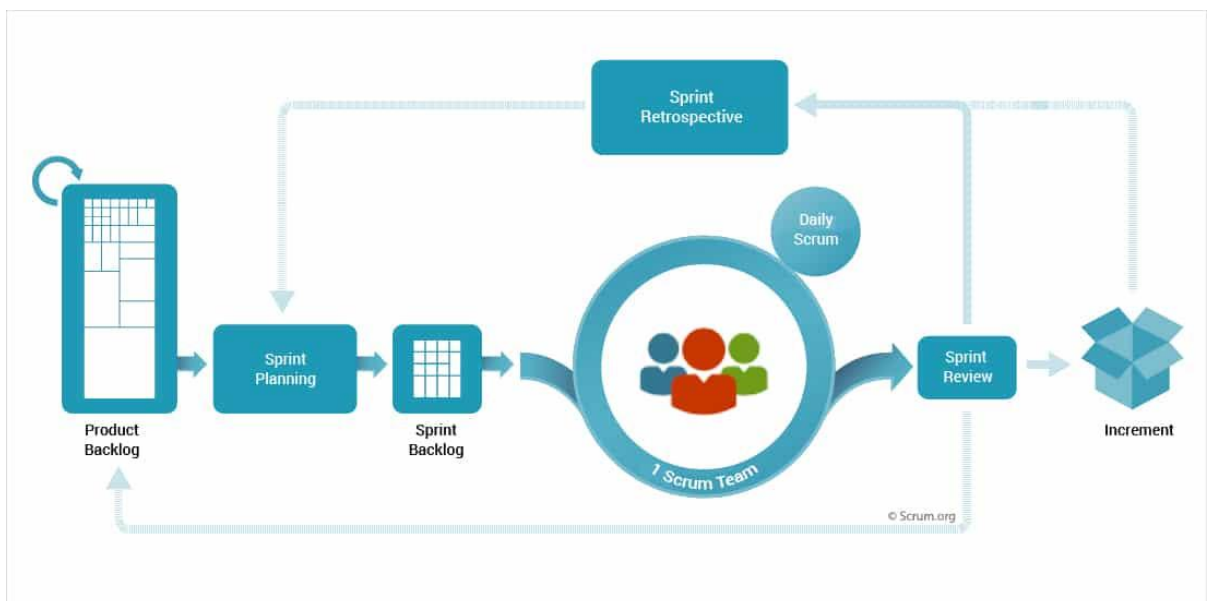 Sprint
Retrospective
Daily
Scrum
Sprint
Planning
Sprint
Review
Product
Backlog
Sprint
Backlog
1 Scrum Team
Increment
© Scrum.org